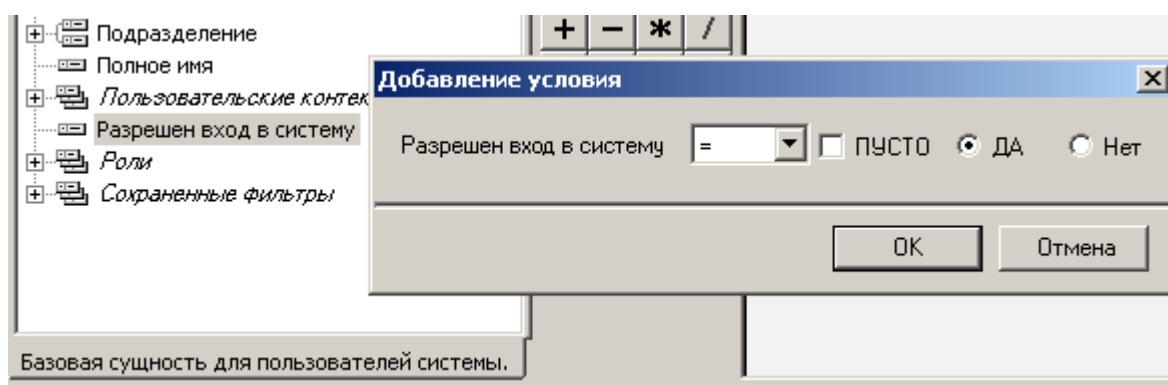 Подразделение
Полное имя
Пользовательские контек
Разрешен вход в систему
Роли
Сохраненные фильтры
Базовая сущность для пользователей системы.
+ − * /
Добавление условия
Разрешен вход в систему = ПУСТО ДА Нет
OK Отмена